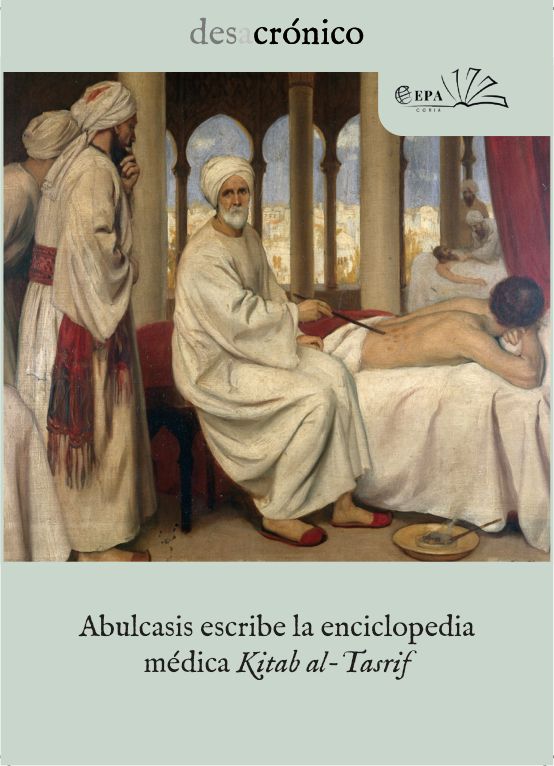 desacrónico
EPA
CORIA
Abulcasis escribe la enciclopedia
médica Kitab al-Tasrif